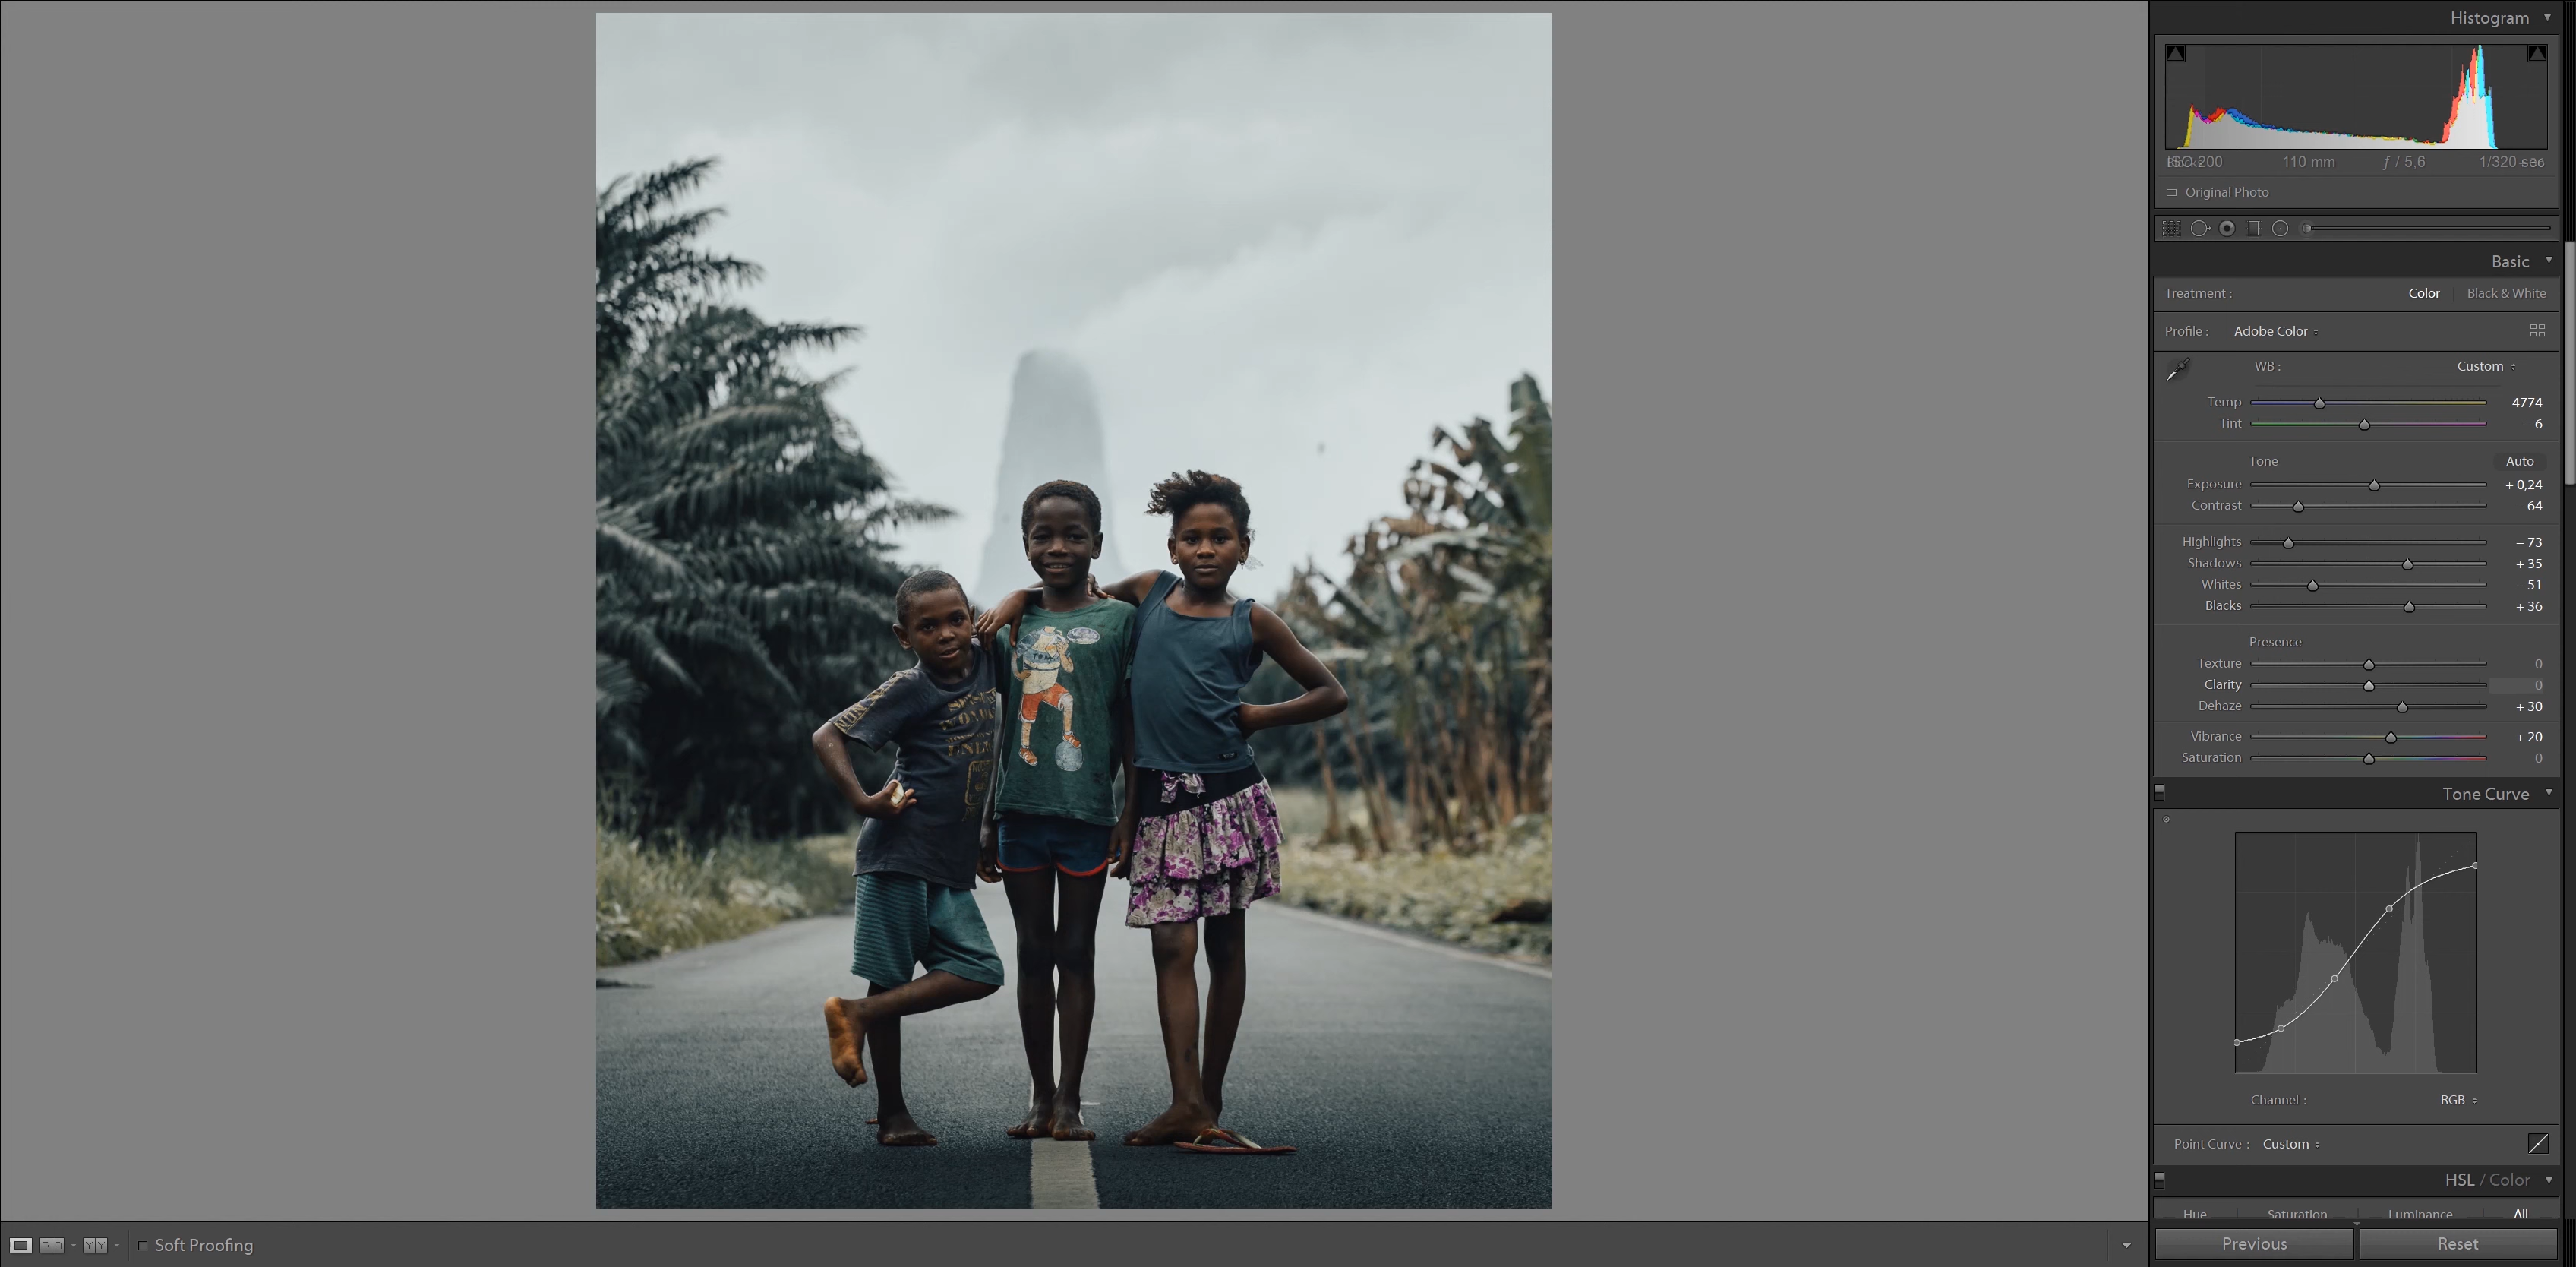 Histogram
ISO 200 110 mm ƒ / 5,6 1/320 sec
Original Photo
Basic
Treatment : Color Black & White
Profile : Adobe Color
WB : Custom
Temp 4774
Tint – 6
Tone Auto
Exposure + 0,24
Contrast – 64
Highlights – 73
Shadows + 35
Whites – 51
Blacks + 36
Presence
Texture 0
Clarity 0
Dehaze + 30
Vibrance + 20
Saturation 0
Tone Curve
Channel : RGB
Point Curve : Custom
HSL / Color
Hue Saturation Luminance All
Previous Reset
R A Y Y Soft Proofing